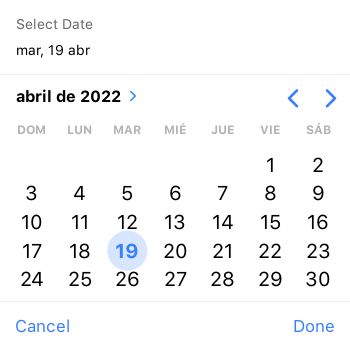 Select Date
mar, 19 abr
abril de 2022
DOM LUN MAR MIÉ JUE VIE SÁB
1 2
3 4 5 6 7 8 9
10 11 12 13 14 15 16
17 18 19 20 21 22 23
24 25 26 27 28 29 30
Cancel Done